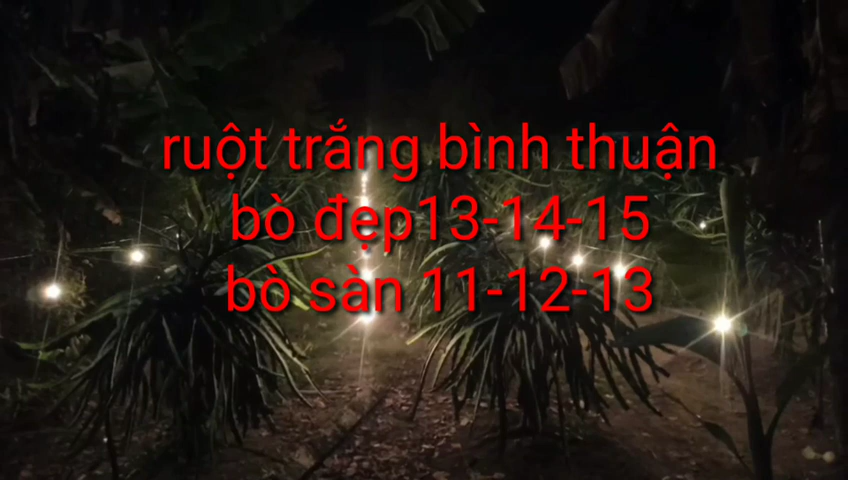 ruột trắng bình thuận
bò đẹp13-14-15
bò sàn 11-12-13